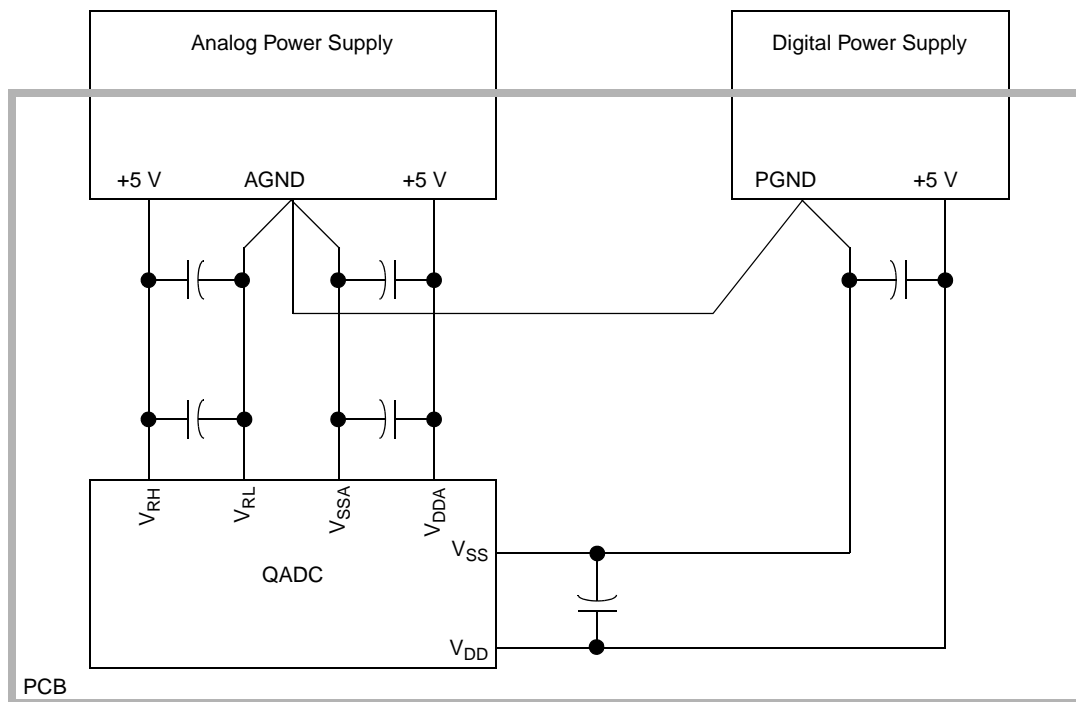 Analog Power Supply
Digital Power Supply
+5 V
AGND
+5 V
PGND
+5 V
VRH
VRL
VSSA
VDDA
VSS
QADC
VDD
PCB